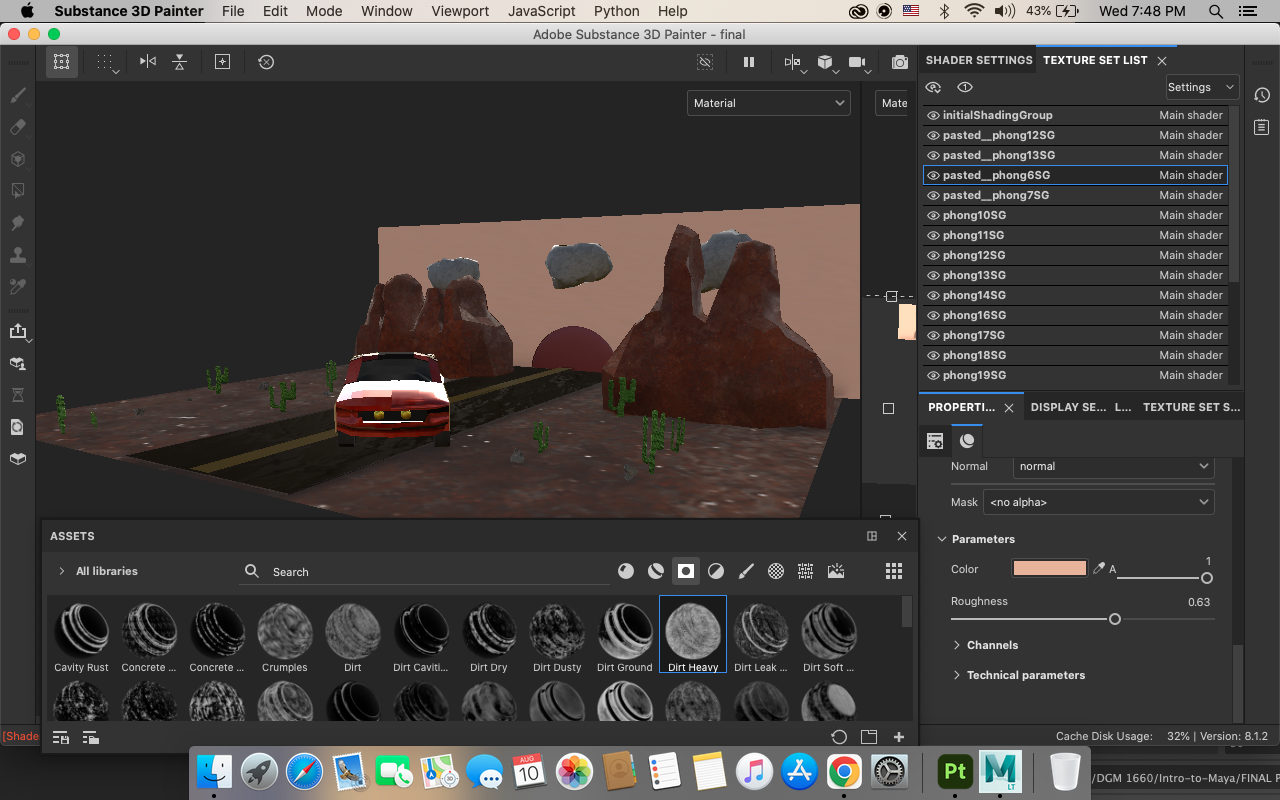 Substance 3D Painter File Edit Mode Window Viewport JavaScript Python Help 43% Wed 7:48 PM
Adobe Substance 3D Painter - final
SHADER SETTINGS TEXTURE SET LIST
Settings
Material
Mate
initialShadingGroup Main shader
pasted__phong12SG Main shader
pasted__phong13SG Main shader
pasted__phong6SG Main shader
pasted__phong7SG Main shader
phong10SG Main shader
phong11SG Main shader
phong12SG Main shader
phong13SG Main shader
phong14SG Main shader
phong16SG Main shader
phong17SG Main shader
phong18SG Main shader
phong19SG Main shader
PROPERTI... DISPLAY SE... L... TEXTURE SET S...
Normal normal
Mask <no alpha>
Parameters
Color A 1
Roughness 0.63
Channels
Technical parameters
ASSETS
All libraries Search
Cavity Rust Concrete ... Concrete ... Crumples Dirt Dirt Caviti... Dirt Dry Dirt Dusty Dirt Ground Dirt Heavy Dirt Leak ... Dirt Soft ...
[Shade
Cache Disk Usage: 32% | Version: 8.1.2
AUG
10
Pt
M
LT
/DGM 1660/Intro-to-Maya/FINAL P